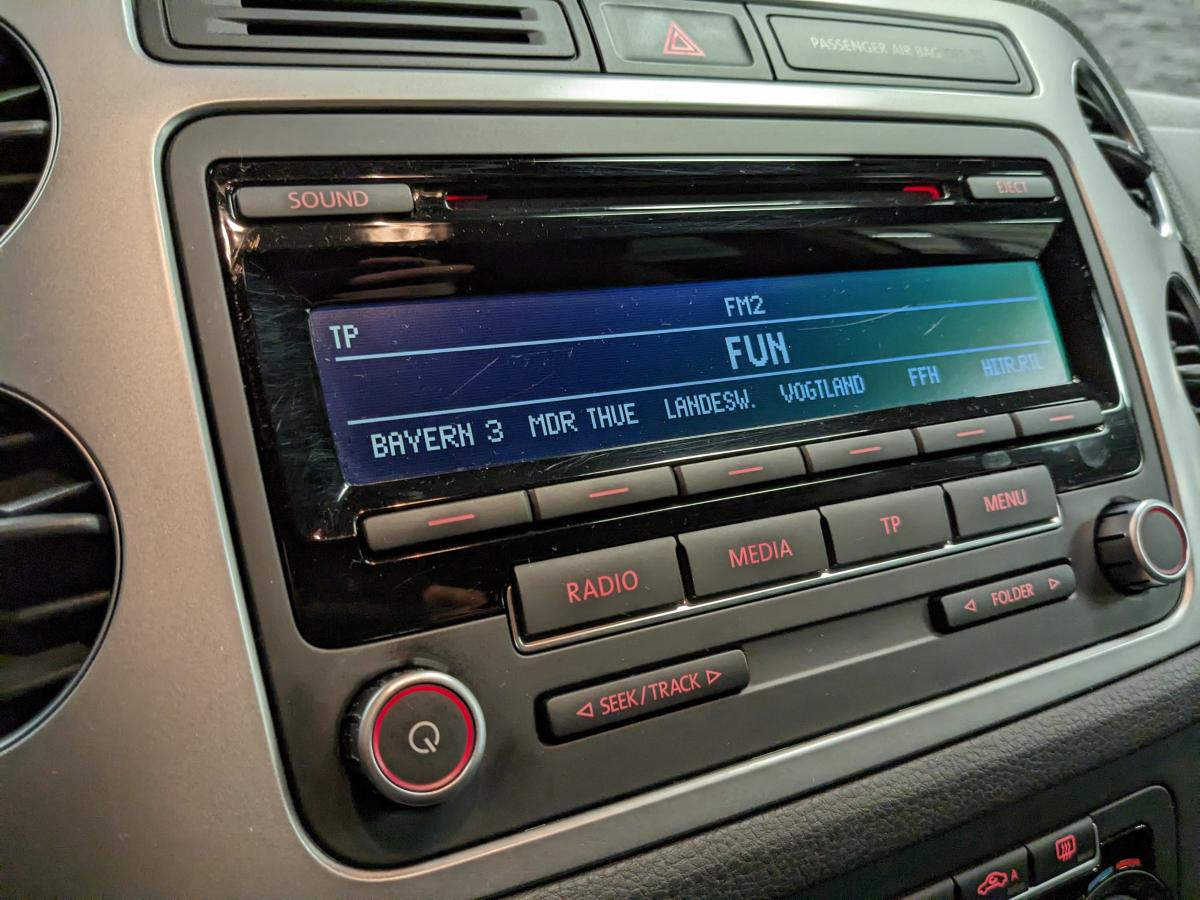 PASSENGER AIR BAG
SOUND
EJECT
FM2
TP
FUN
BAYERN 3 MDR THUE LANDESW. VOGTLAND FFH HITR.RTL
RADIO MEDIA TP MENU
FOLDER
SEEK/TRACK
A